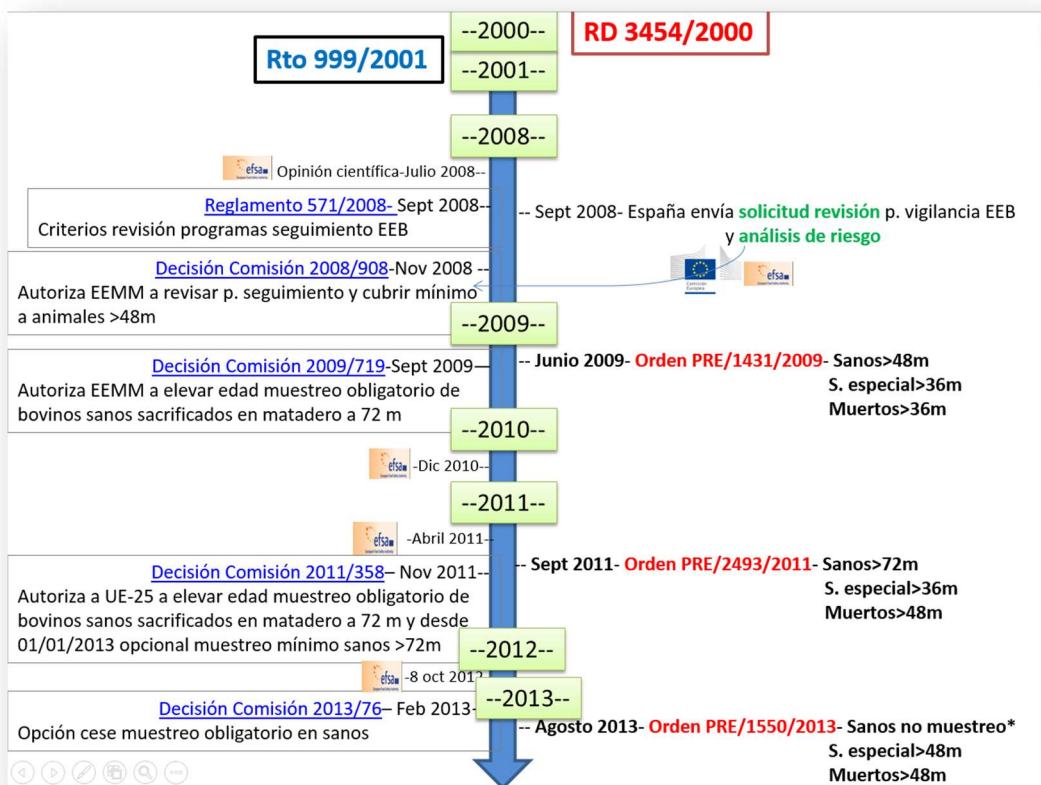 --2000--
RD 3454/2000
Rto 999/2001
--2001--
--2008--
efsa
Opinión científica-Julio 2008--
Reglamento 571/2008- Sept 2008--
Criterios revisión programas seguimiento EEB
-- Sept 2008- España envía solicitud revisión p. vigilancia EEB
y análisis de riesgo
Comisión
Europea
efsa
Decisión Comisión 2008/908-Nov 2008 --
Autoriza EEMM a revisar p. seguimiento y cubrir mínimo
a animales >48m
--2009--
Decisión Comisión 2009/719-Sept 2009—
Autoriza EEMM a elevar edad muestreo obligatorio de
bovinos sanos sacrificados en matadero a 72 m
-- Junio 2009- Orden PRE/1431/2009- Sanos>48m
S. especial>36m
Muertos>36m
--2010--
efsa
-Dic 2010--
--2011--
efsa
-Abril 2011--
Decisión Comisión 2011/358– Nov 2011--
Autoriza a UE-25 a elevar edad muestreo obligatorio de
bovinos sanos sacrificados en matadero a 72 m y desde
01/01/2013 opcional muestreo mínimo sanos >72m
-- Sept 2011- Orden PRE/2493/2011- Sanos>72m
S. especial>36m
Muertos>48m
--2012--
efsa
-8 oct 2012
--2013--
Decisión Comisión 2013/76– Feb 2013-
Opción cese muestreo obligatorio en sanos
-- Agosto 2013- Orden PRE/1550/2013- Sanos no muestreo*
S. especial>48m
Muertos>48m